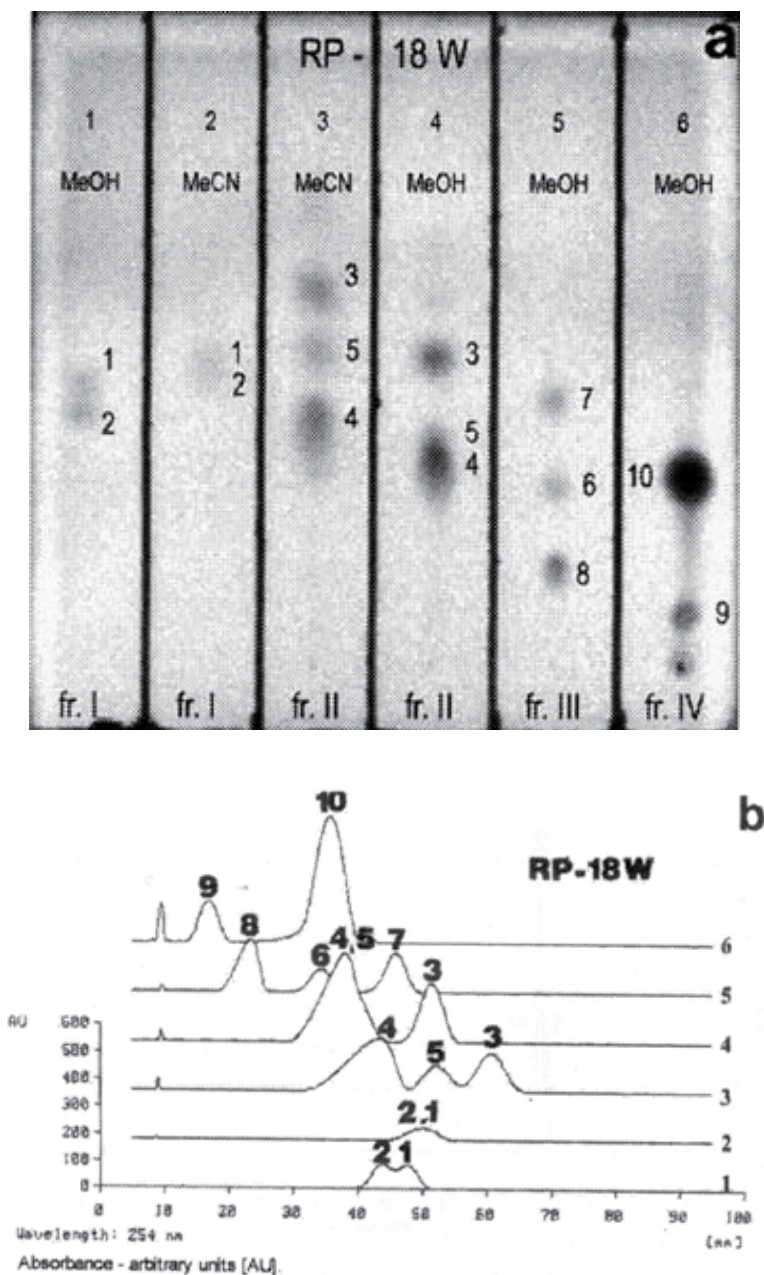 a
RP - 18 W
1 2 3 4 5 6
MeOH MeCN MeCN MeOH MeOH MeOH
3
1 1 5 3
2 2 4 5 7
4 10 6
8 9
fr. I fr. I fr. II fr. II fr. III fr. IV
b
10
RP-18W
9
8
4 5 7
6 3
6
5
AU 600
4 3
4
500
5
400
3
300
2,1
200
2
100
2 1
0
1
0 10 20 30 40 50 60 70 80 90 100
Wavelength: 254 nm [mm]
Absorbance - arbitrary units [AU].